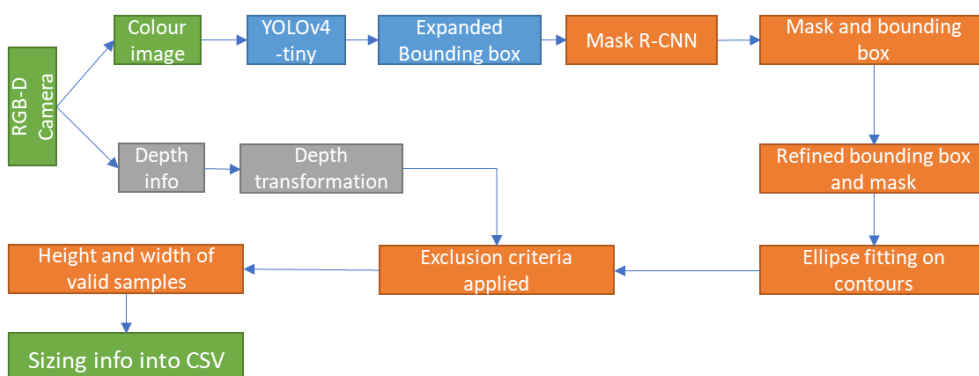 RGB-D
Camera
Colour
image
YOLOv4
-tiny
Expanded
Bounding box
Mask R-CNN
Mask and bounding
box
Depth
info
Depth
transformation
Refined bounding box
and mask
Height and width of
valid samples
Exclusion criteria
applied
Ellipse fitting on
contours
Sizing info into CSV